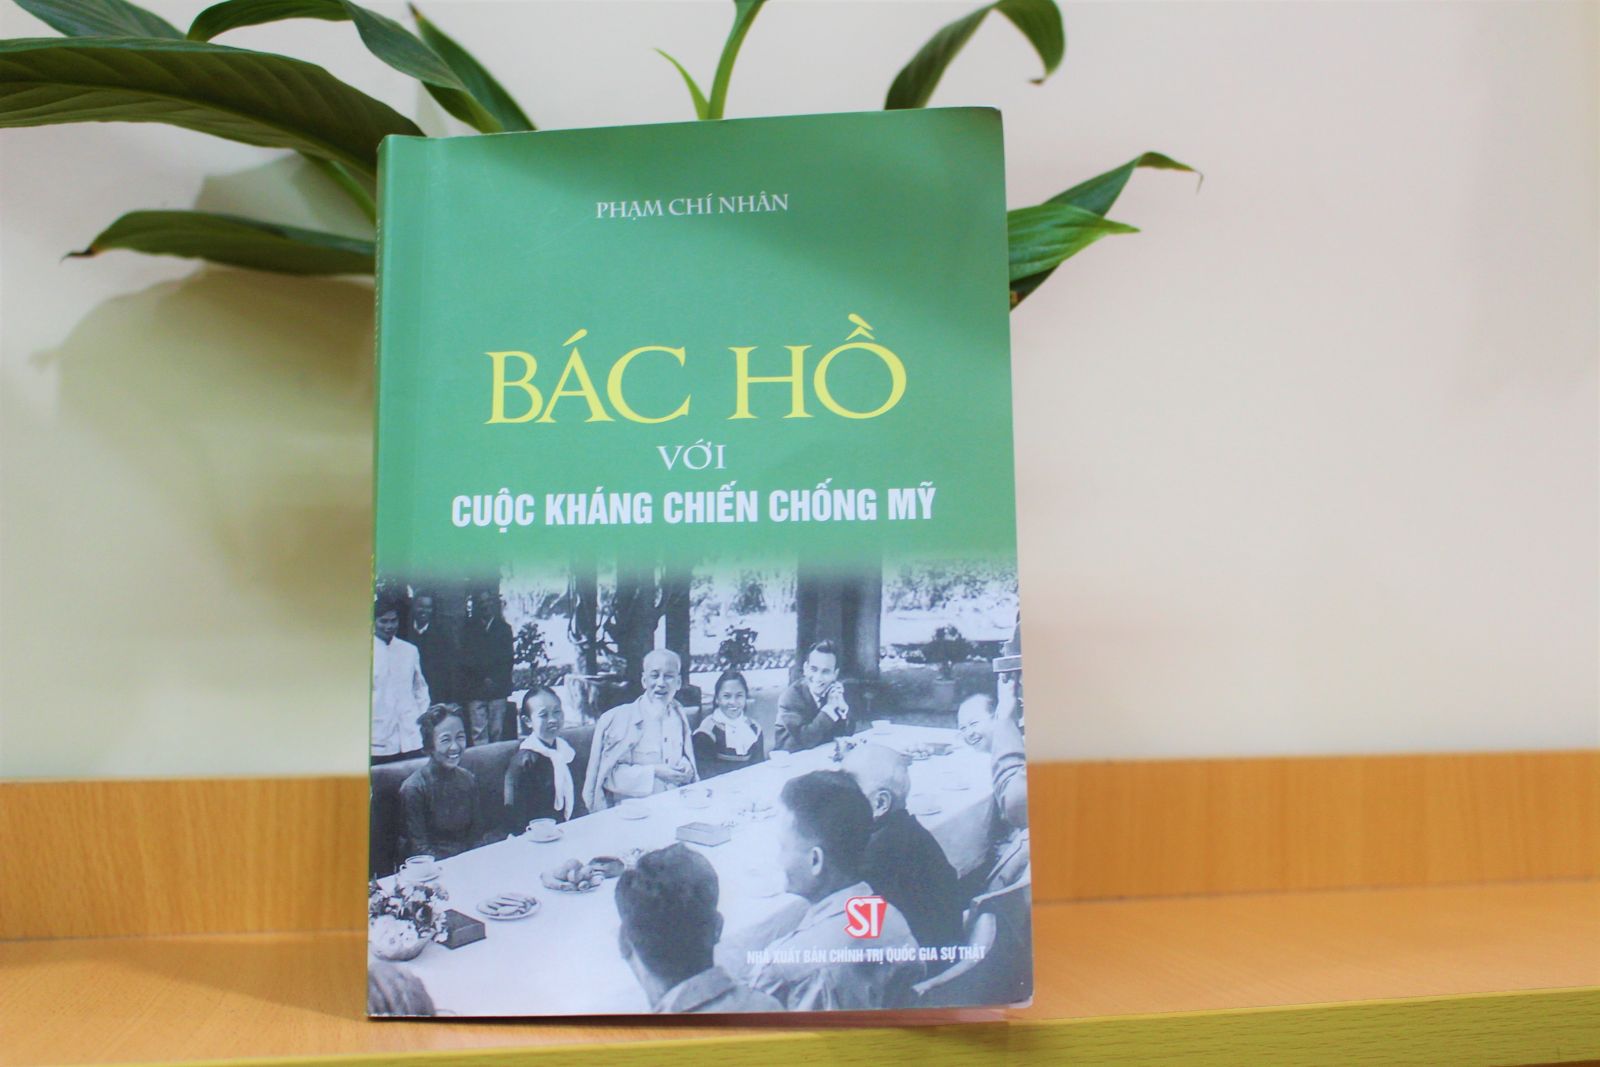 PHẠM CHÍ NHÂN
BÁC HỒ
VỚI
CUỘC KHÁNG CHIẾN CHỐNG MỸ
ST
NHÀ XUẤT BẢN CHÍNH TRỊ QUỐC GIA SỰ THẬT